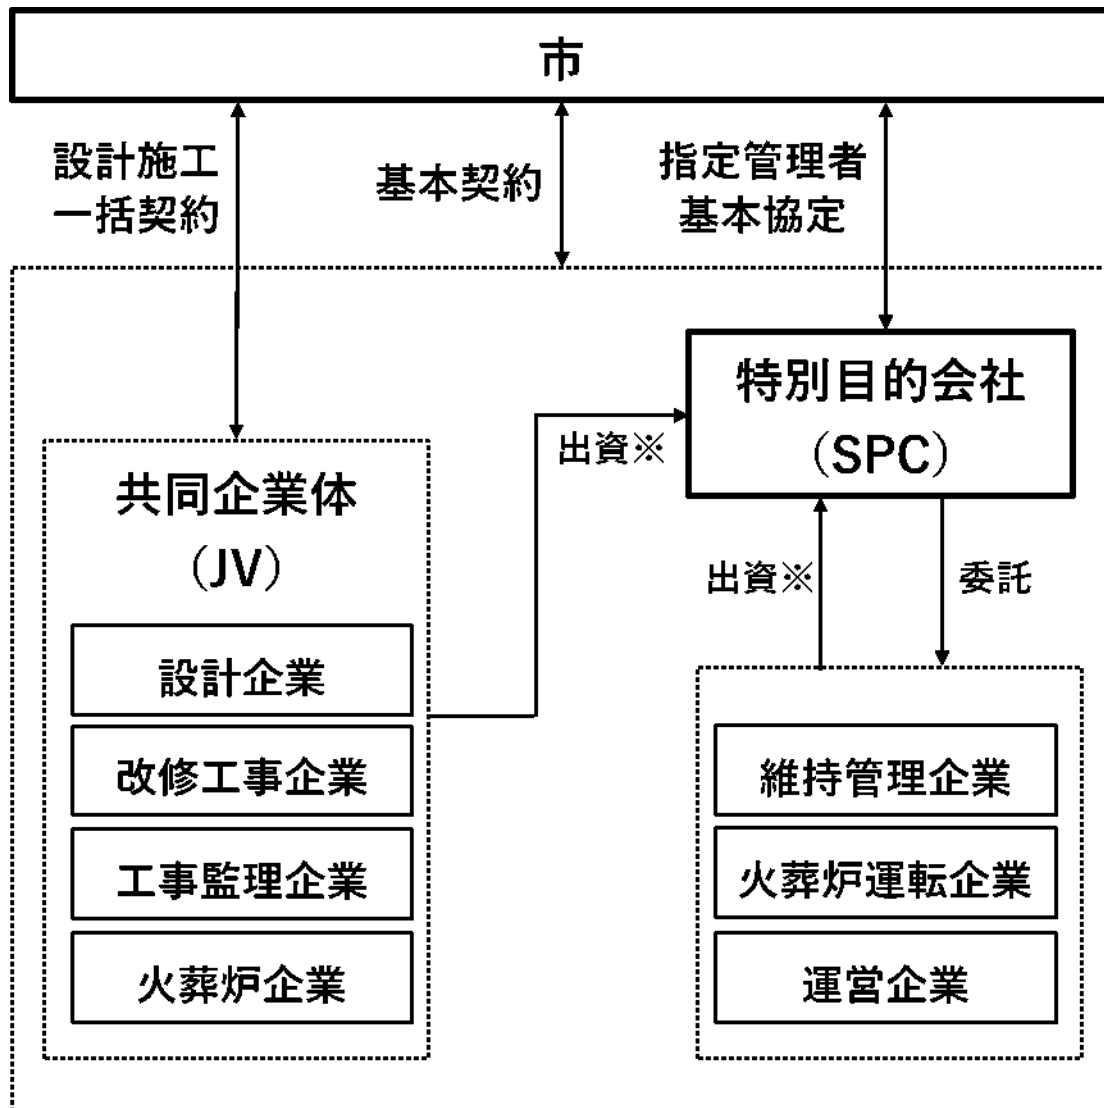 市
設計施工
一括契約
基本契約
指定管理者
基本協定
特別目的会社
（SPC）
出資※
共同企業体
（JV）
出資※
委託
設計企業
改修工事企業
工事監理企業
火葬炉企業
維持管理企業
火葬炉運転企業
運営企業